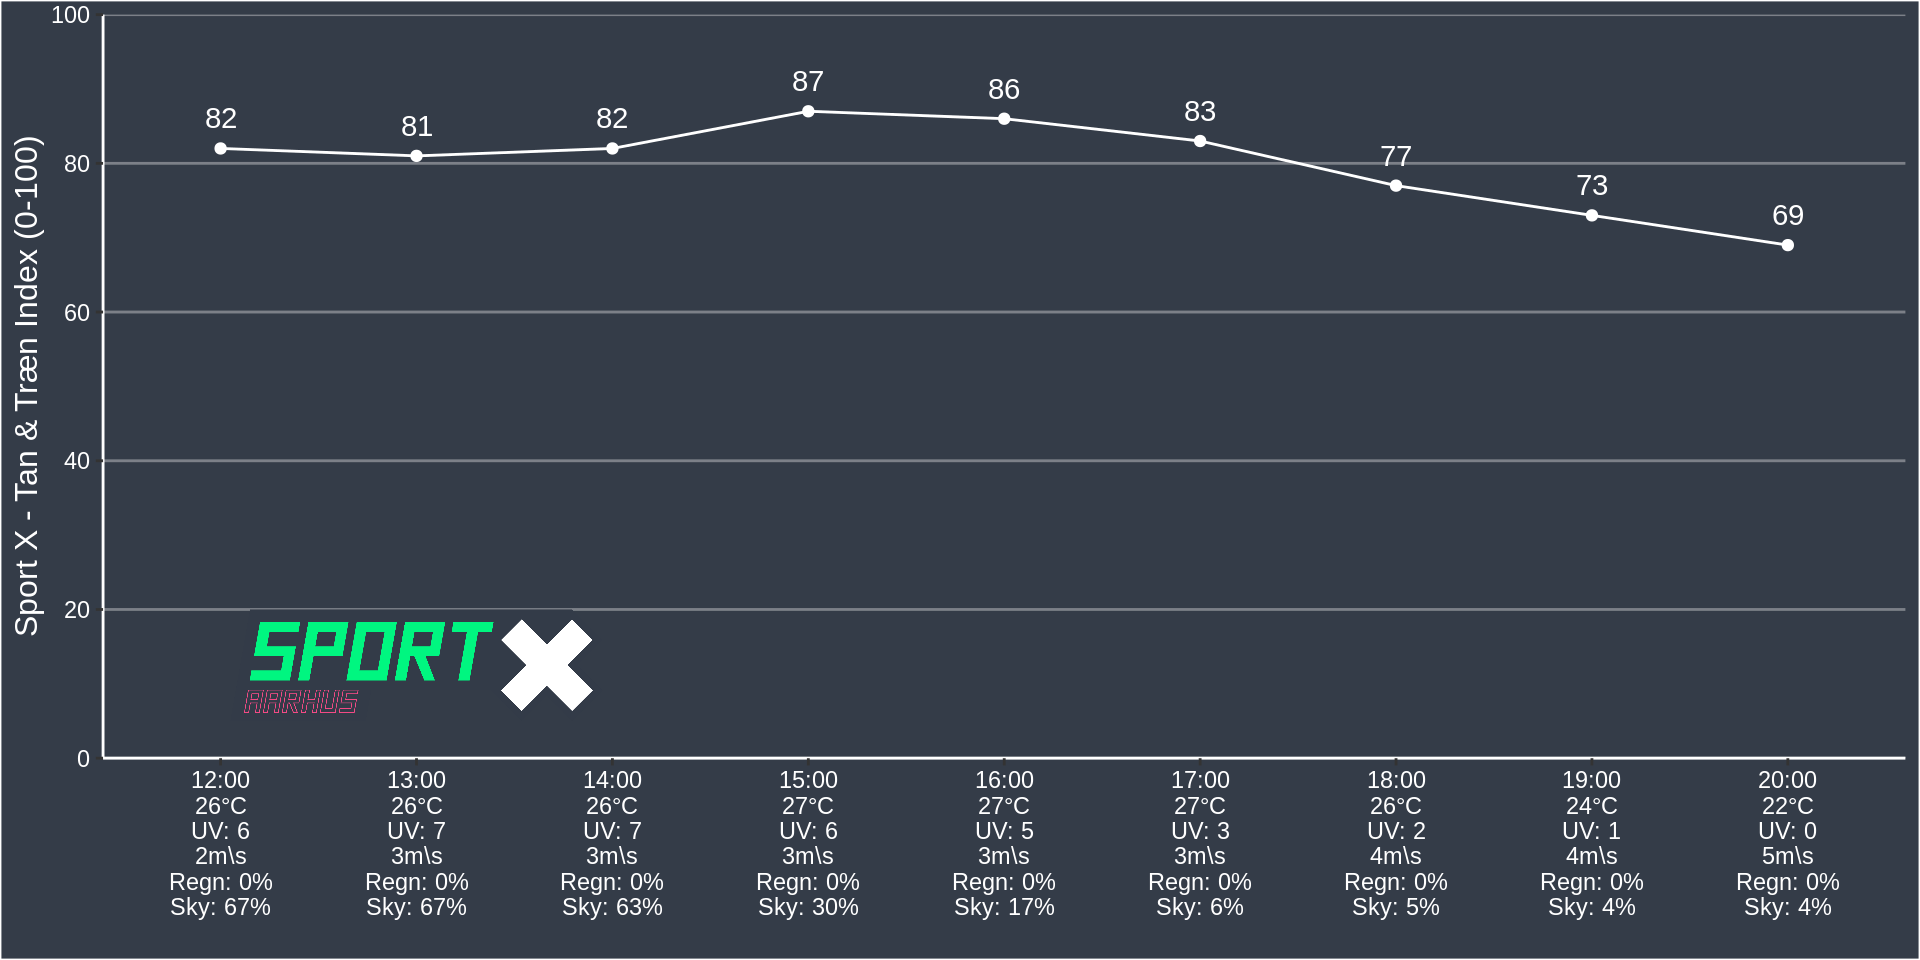 Sport X - Tan & Træn Index (0-100)
100
80
60
40
20
0
82
81
82
87
86
83
77
73
69
SPORT X
AARHUS
12:00 13:00 14:00 15:00 16:00 17:00 18:00 19:00 20:00
26°C 26°C 26°C 27°C 27°C 27°C 26°C 24°C 22°C
UV: 6 UV: 7 UV: 7 UV: 6 UV: 5 UV: 3 UV: 2 UV: 1 UV: 0
2m\s 3m\s 3m\s 3m\s 3m\s 3m\s 4m\s 4m\s 5m\s
Regn: 0% Regn: 0% Regn: 0% Regn: 0% Regn: 0% Regn: 0% Regn: 0% Regn: 0% Regn: 0%
Sky: 67% Sky: 67% Sky: 63% Sky: 30% Sky: 17% Sky: 6% Sky: 5% Sky: 4% Sky: 4%